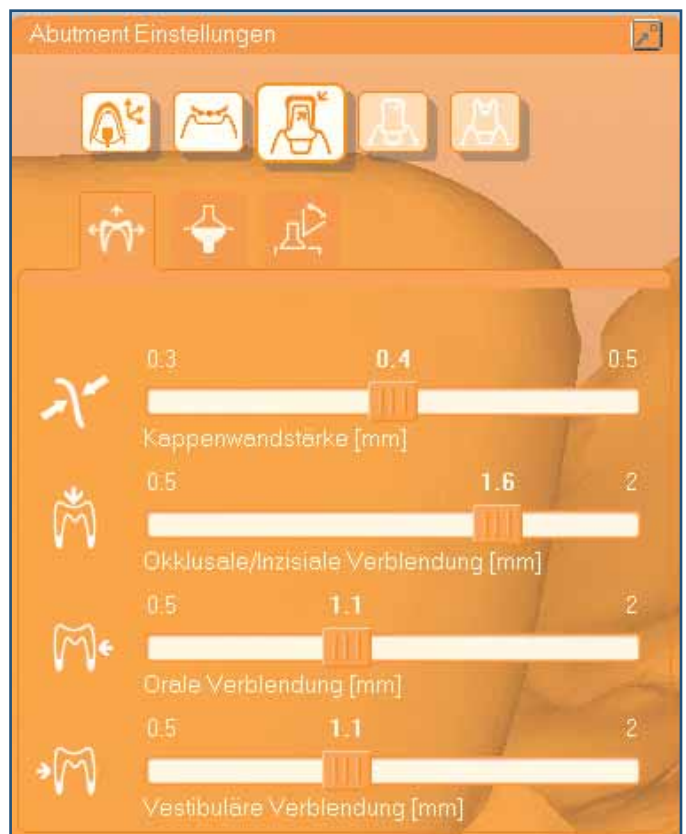 Abutment Einstellungen
0.3 0.4 0.5
Kappenwandstärke [mm]
0.5 1.6 2
Okklusale/Inzisiale Verblendung [mm]
0.5 1.1 2
Orale Verblendung [mm]
0.5 1.1 2
Vestibuläre Verblendung [mm]